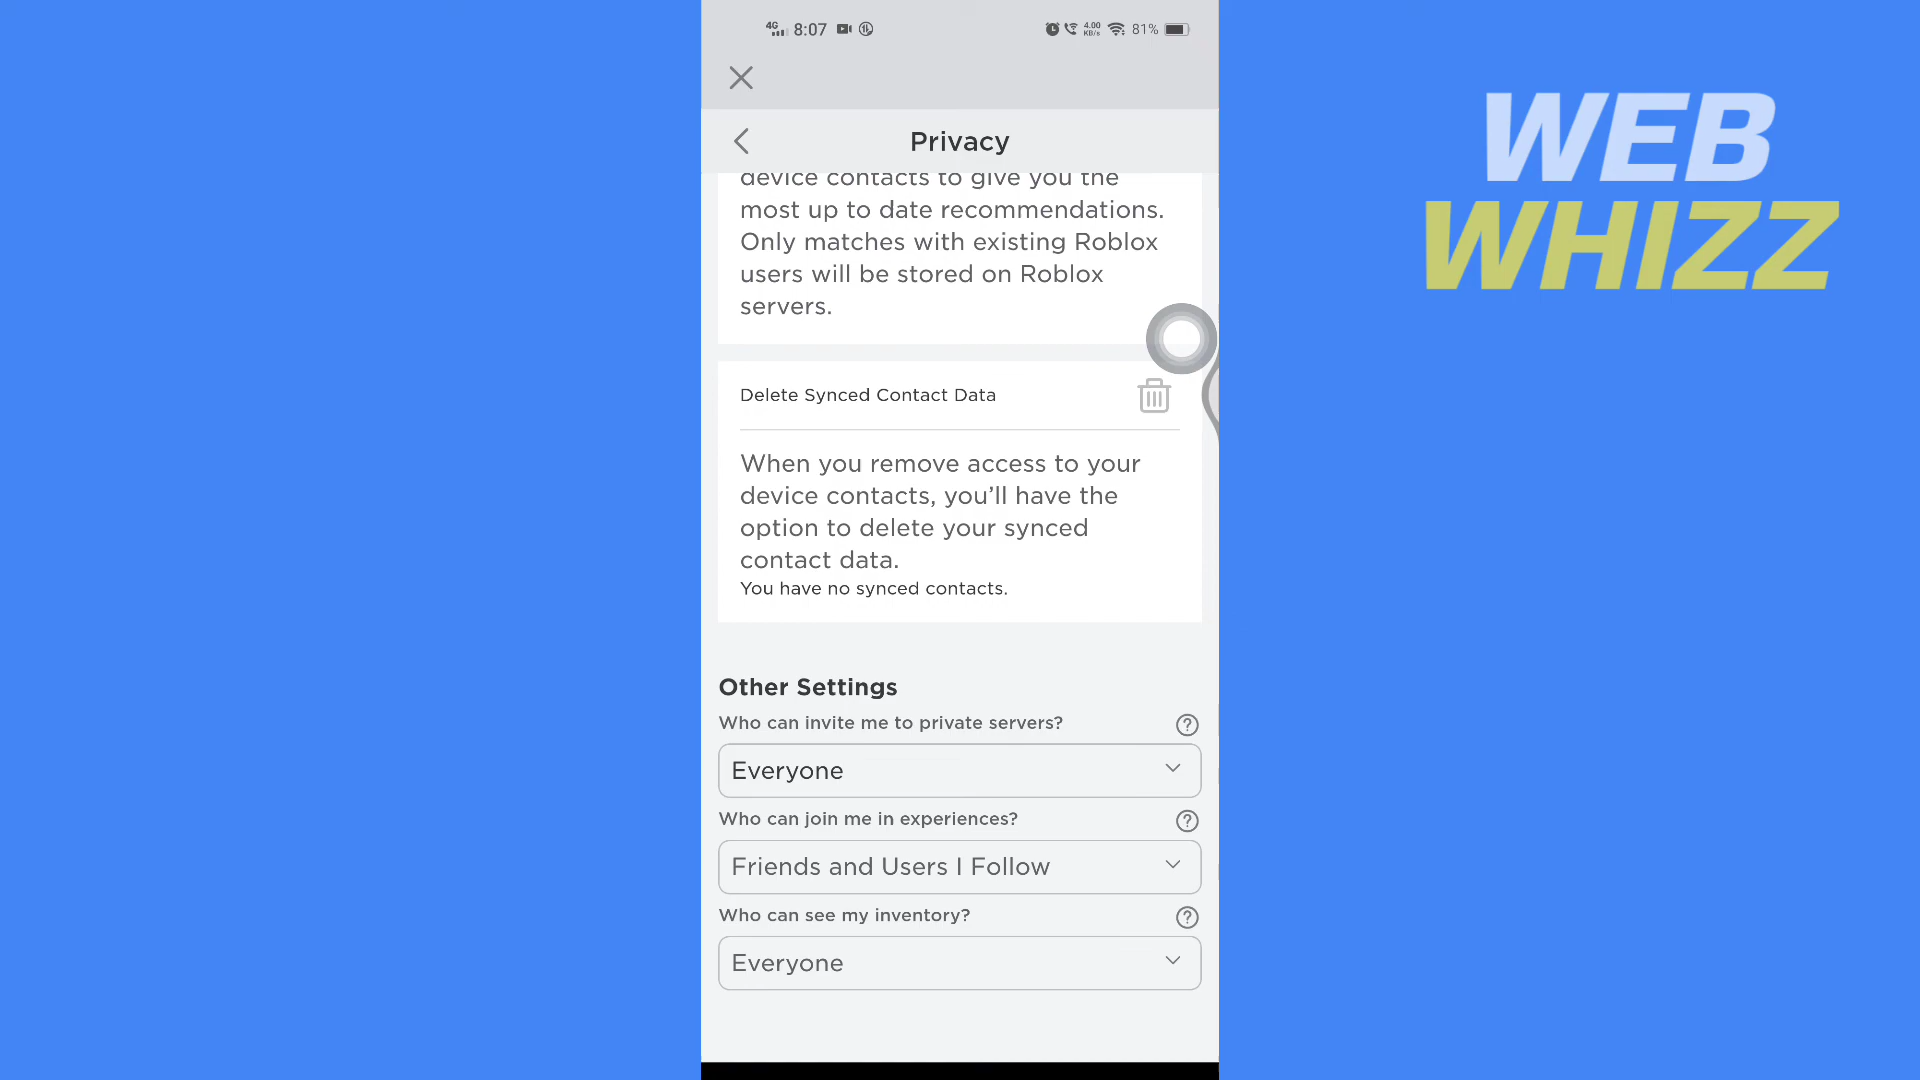 4G 8:07 4.00 KB/s 81%
Privacy
device contacts to give you the
most up to date recommendations.
Only matches with existing Roblox
users will be stored on Roblox
servers.
Delete Synced Contact Data
When you remove access to your
device contacts, you’ll have the
option to delete your synced
contact data.
You have no synced contacts.
Other Settings
Who can invite me to private servers? ?
Everyone
Who can join me in experiences? ?
Friends and Users I Follow
Who can see my inventory? ?
Everyone
WEB
WHIZZ